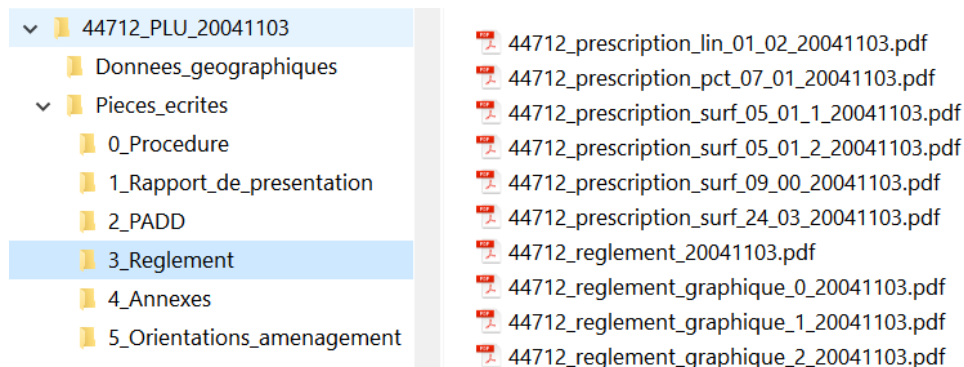 44712_PLU_20041103
Donnees_geographiques
Pieces_ecrites
0_Procedure
1_Rapport_de_presentation
2_PADD
3_Reglement
4_Annexes
5_Orientations_amenagement
44712_prescription_lin_01_02_20041103.pdf
44712_prescription_pct_07_01_20041103.pdf
44712_prescription_surf_05_01_1_20041103.pdf
44712_prescription_surf_05_01_2_20041103.pdf
44712_prescription_surf_09_00_20041103.pdf
44712_prescription_surf_24_03_20041103.pdf
44712_reglement_20041103.pdf
44712_reglement_graphique_0_20041103.pdf
44712_reglement_graphique_1_20041103.pdf
44712_reglement_graphique_2_20041103.pdf